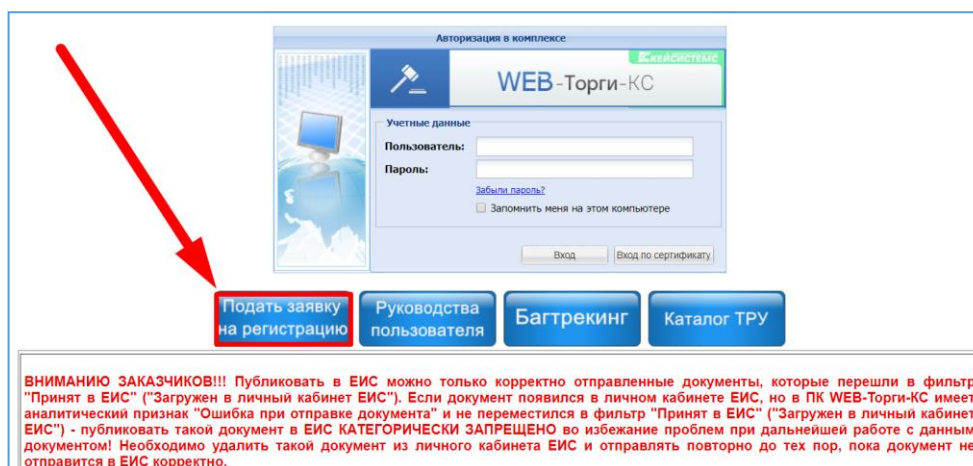 Авторизация в комплексе
КЕЙСИСТЕМС
WEB-Торги-КС
Учетные данные
Пользователь:
Пароль:
Забыли пароль?
Запомнить меня на этом компьютере
Вход
Вход по сертификату
Подать заявку
на регистрацию
Руководства
пользователя
Багтрекинг
Каталог ТРУ
ВНИМАНИЮ ЗАКАЗЧИКОВ!!! Публиковать в ЕИС можно только корректно отправленные документы, которые перешли в фильтр
"Принят в ЕИС" ("Загружен в личный кабинет ЕИС"). Если документ появился в личном кабинете ЕИС, но в ПК WEB-Торги-КС имеет
аналитический признак "Ошибка при отправке документа" и не переместился в фильтр "Принят в ЕИС" ("Загружен в личный кабинет
ЕИС") - публиковать такой документ в ЕИС КАТЕГОРИЧЕСКИ ЗАПРЕЩЕНО во избежание проблем при дальнейшей работе с данным
документом! Необходимо удалить такой документ из личного кабинета ЕИС и отправлять повторно до тех пор, пока документ не
отправится в ЕИС корректно.